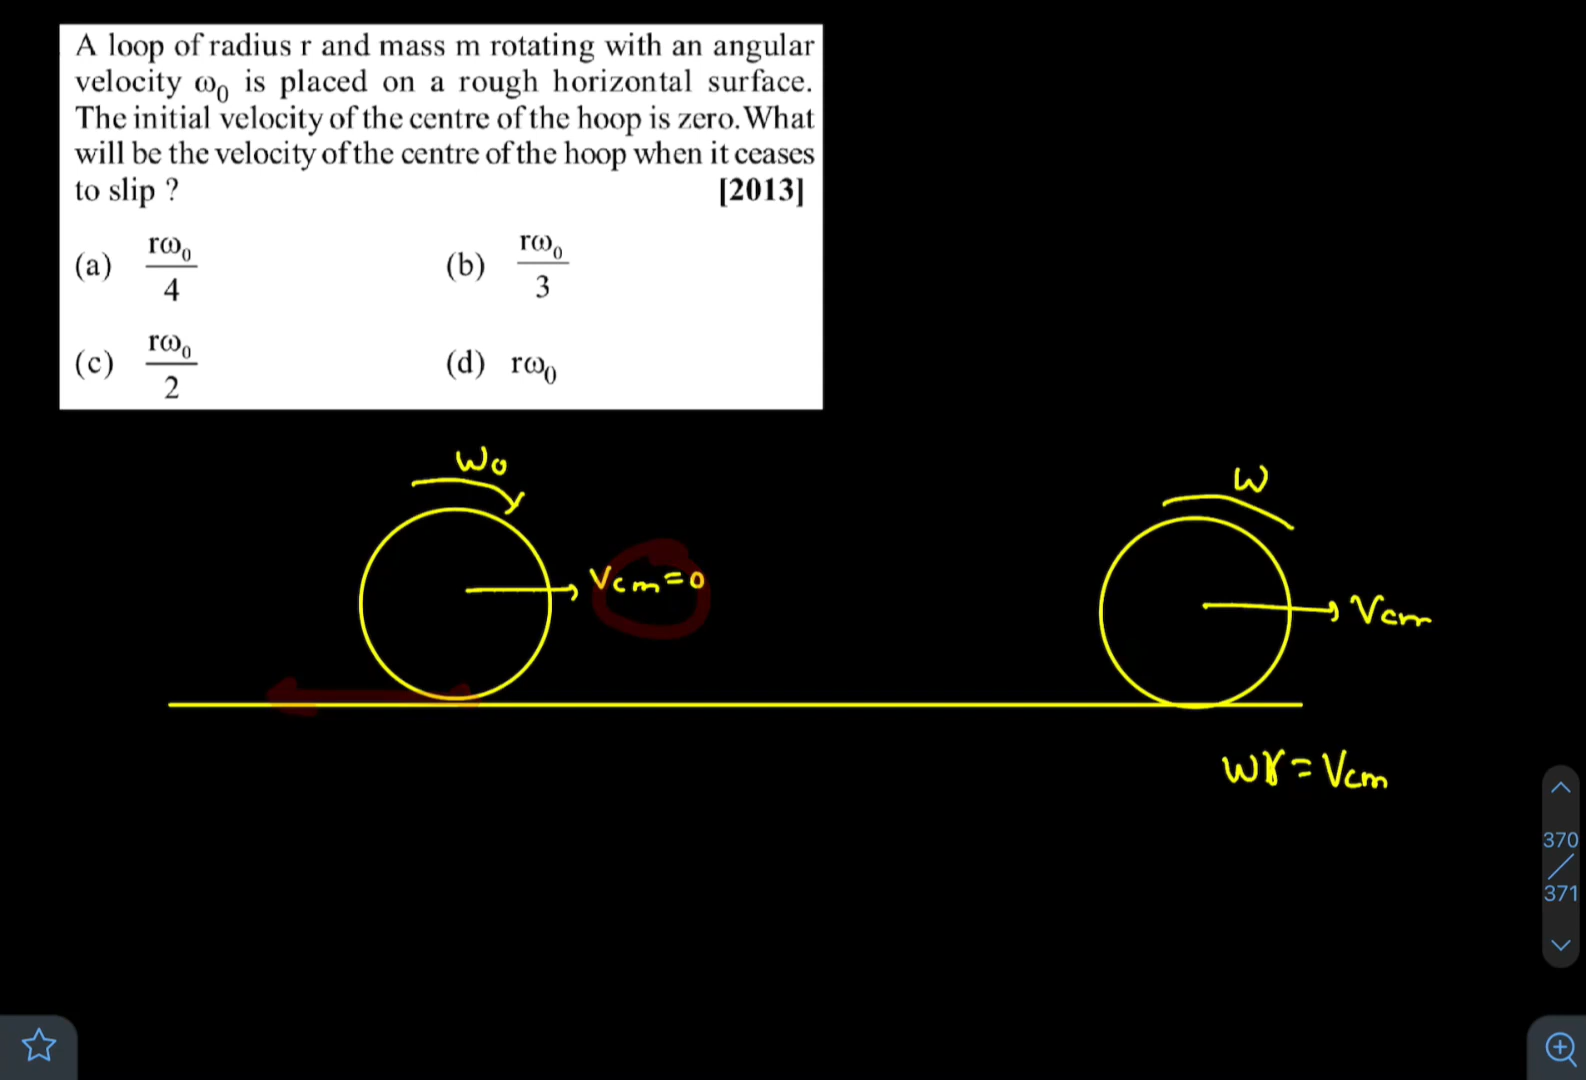 A loop of radius r and mass m rotating with an angular
velocity ω₀ is placed on a rough horizontal surface.
The initial velocity of the centre of the hoop is zero. What
will be the velocity of the centre of the hoop when it ceases
to slip ? [2013]
(a) rω₀/4 (b) rω₀/3
(c) rω₀/2 (d) rω₀
W₀
W
Vcm=0
Vcm
Wr=Vcm
370
/
371